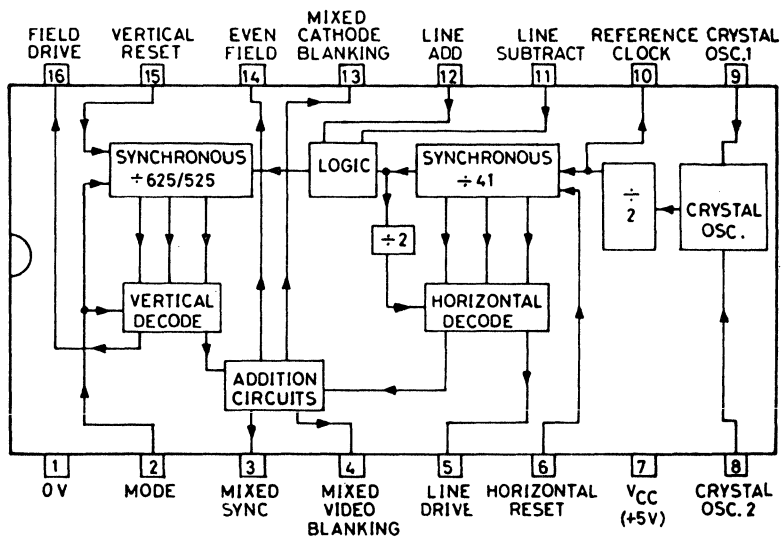 FIELD
DRIVE
16
VERTICAL
RESET
15
EVEN
FIELD
14
MIXED
CATHODE
BLANKING
13
LINE
ADD
12
LINE
SUBTRACT
11
REFERENCE
CLOCK
10
CRYSTAL
OSC.1
9
SYNCHRONOUS
÷625/525
LOGIC
SYNCHRONOUS
÷41
÷
2
CRYSTAL
OSC.
÷2
VERTICAL
DECODE
HORIZONTAL
DECODE
ADDITION
CIRCUITS
1
0V
2
MODE
3
MIXED
SYNC
4
MIXED
VIDEO
BLANKING
5
LINE
DRIVE
6
HORIZONTAL
RESET
7
VCC
(+5V)
8
CRYSTAL
OSC. 2